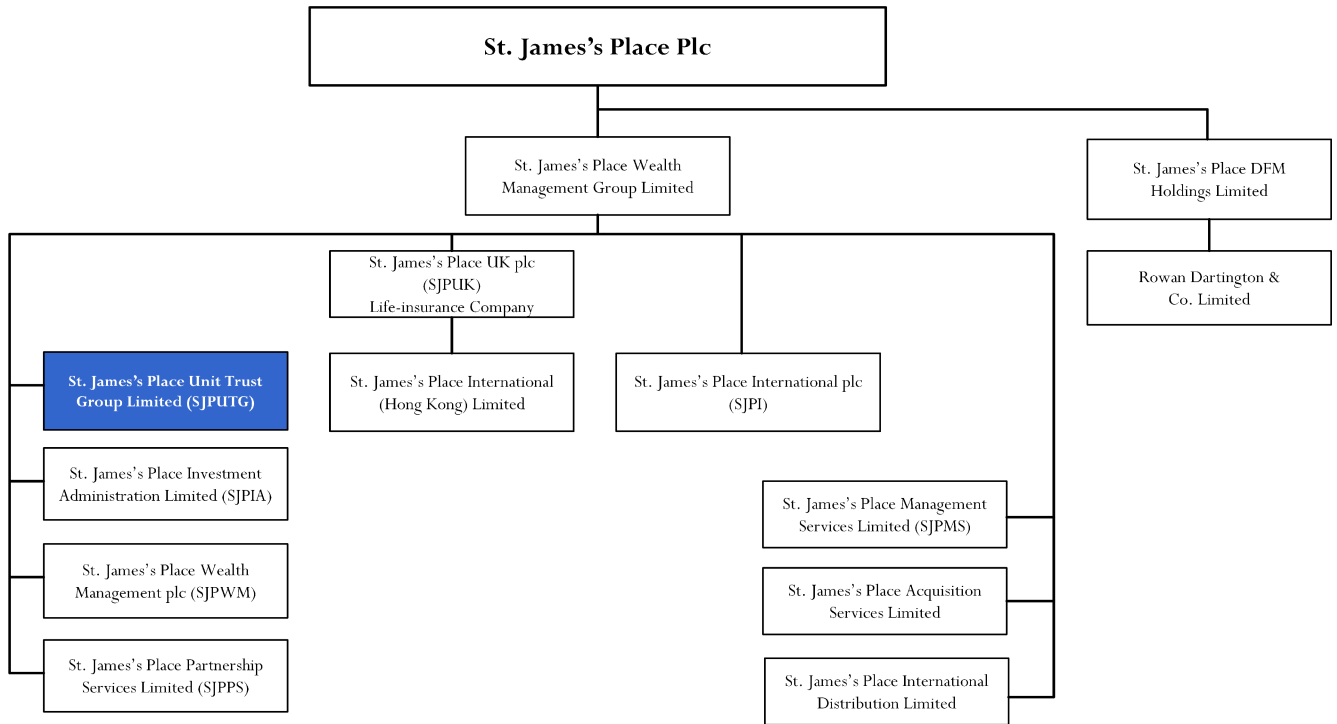 St. James’s Place Plc
St. James’s Place Wealth
Management Group Limited
St. James’s Place DFM
Holdings Limited
St. James’s Place UK plc
(SJPUK)
Life-insurance Company
Rowan Dartington &
Co. Limited
St. James’s Place Unit Trust
Group Limited (SJPUTG)
St. James’s Place International
(Hong Kong) Limited
St. James’s Place International plc
(SJPI)
St. James’s Place Investment
Administration Limited (SJPIA)
St. James’s Place Management
Services Limited (SJPMS)
St. James’s Place Wealth
Management plc (SJPWM)
St. James’s Place Acquisition
Services Limited
St. James’s Place Partnership
Services Limited (SJPPS)
St. James’s Place International
Distribution Limited